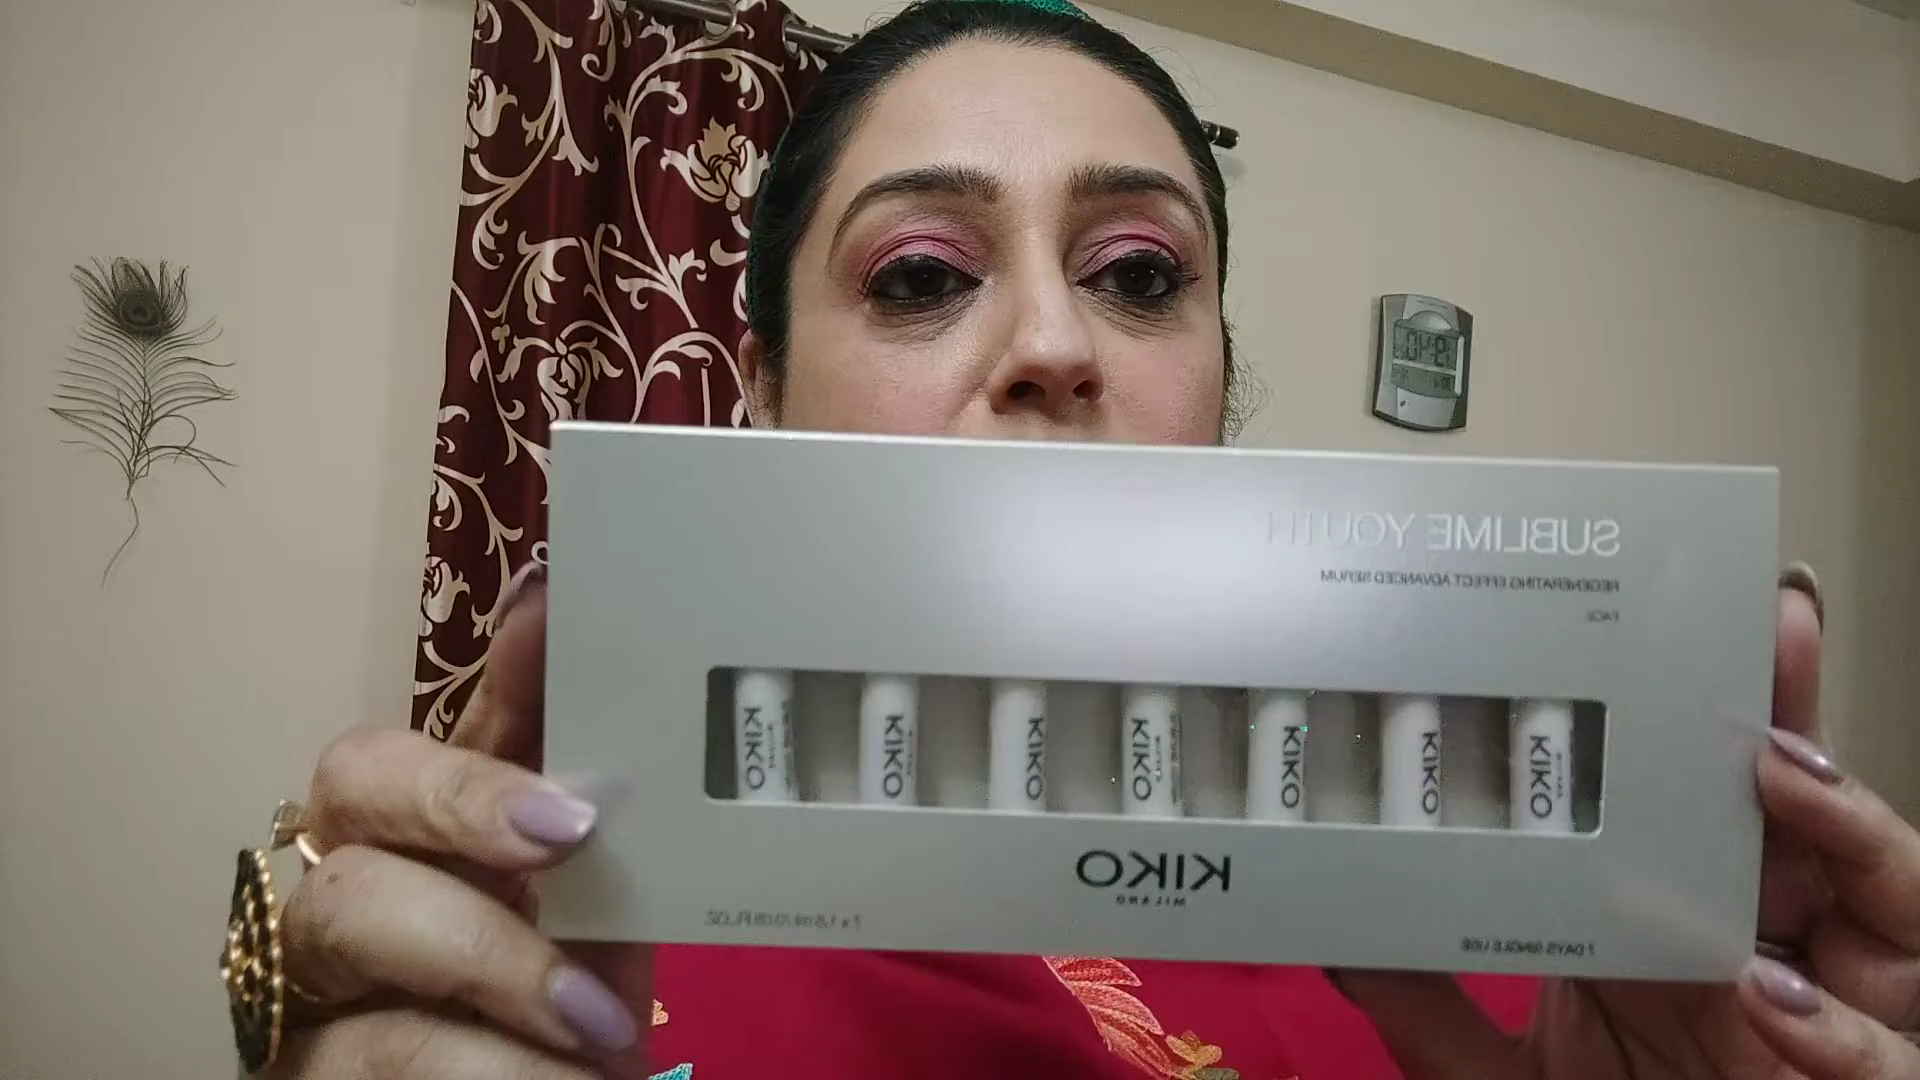 SUBLIME YOUTH
REGENERATING EFFECT ADVANCED SERUM
FACE
KIKO
KIKO
KIKO
KIKO
KIKO
KIKO
KIKO
KIKO
MILANO
7 DAYS SINGLE USE